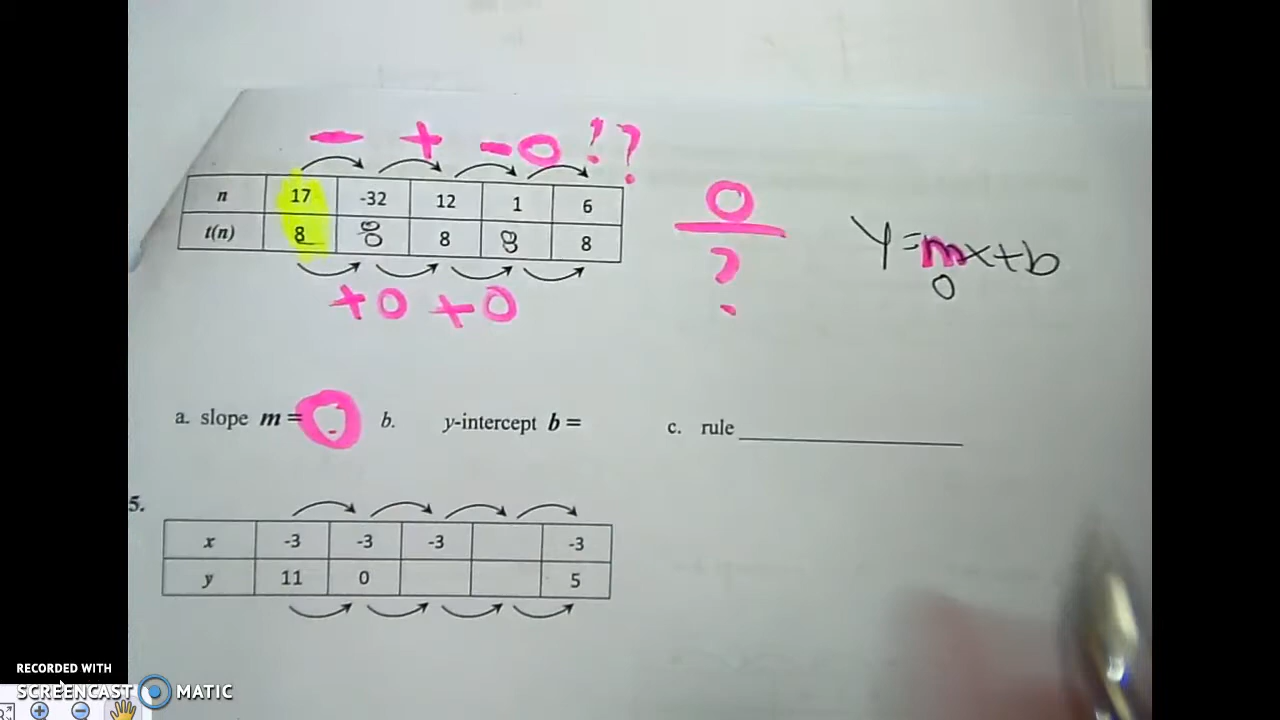 − + −0 !?
n 17 -32 12 1 6
t(n) 8 8 8 8 8
+0 +0
0
?
y=mx+b
0
a. slope m = 0 b. y-intercept b = c. rule
5.
x -3 -3 -3 -3
y 11 0 5
RECORDED WITH
SCREENCAST MATIC